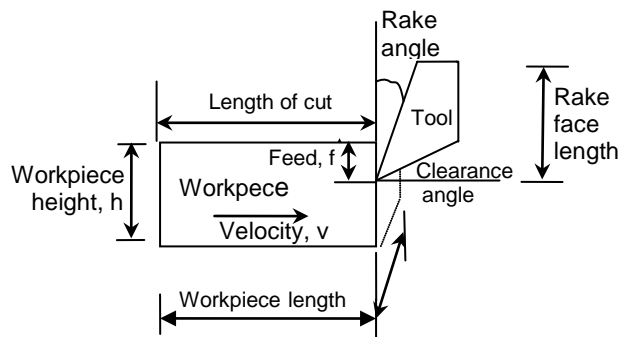 Rake
angle
Length of cut
Tool
Rake
face
length
Feed, f
Workpiece
height, h
Workpece
Clearance
angle
Velocity, v
Workpiece length